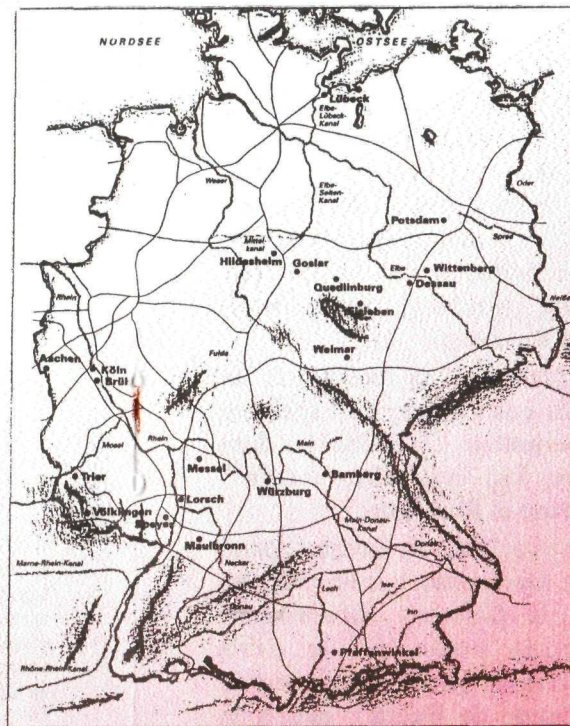 NORDSEE OSTSEE
Lübeck
Elbe-
Lübeck-
Kanal
Weser
Elbe-
Seiten-
Kanal
Oder
Potsdam
Spree
Mittel-
kanal
Hildesheim
Goslar
Elbe
Wittenberg
Quedlinburg
Dessau
Rhein
Neiße
Eisleben
Aachen
Köln
Brül
Fulda
Weimar
Mosel
Rhein
Main
Messel
Trier
Würzburg
Bamberg
Lorsch
Völklingen
Speyer
Main-Donau-
Kanal
Maulbronn
Donau
Marne-Rhein-Kanal
Neckar
Donau
Lech
Isar
Inn
Pfaffenwinkel
Rhône-Rhein-Kanal